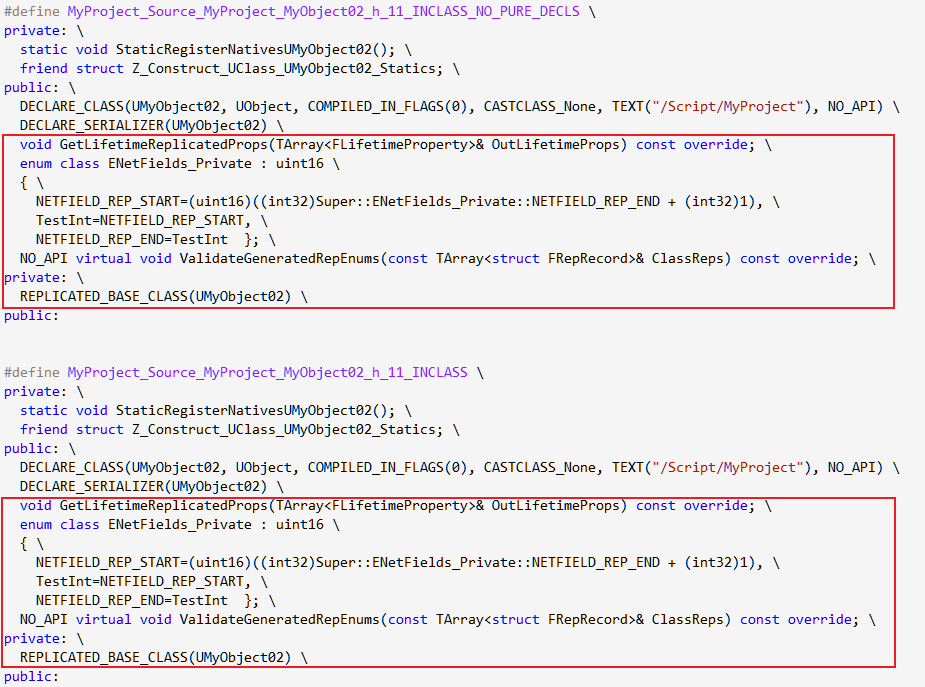 #define MyProject_Source_MyProject_MyObject02_h_11_INCLASS_NO_PURE_DECLS \
private: \
  static void StaticRegisterNativesUMyObject02(); \
  friend struct Z_Construct_UClass_UMyObject02_Statics; \
public: \
  DECLARE_CLASS(UMyObject02, UObject, COMPILED_IN_FLAGS(0), CASTCLASS_None, TEXT("/Script/MyProject"), NO_API) \
  DECLARE_SERIALIZER(UMyObject02) \
  void GetLifetimeReplicatedProps(TArray<FLifetimeProperty>& OutLifetimeProps) const override; \
  enum class ENetFields_Private : uint16 \
  { \
    NETFIELD_REP_START=(uint16)((int32)Super::ENetFields_Private::NETFIELD_REP_END + (int32)1), \
    TestInt=NETFIELD_REP_START, \
    NETFIELD_REP_END=TestInt  }; \
  NO_API virtual void ValidateGeneratedRepEnums(const TArray<struct FRepRecord>& ClassReps) const override; \
private: \
  REPLICATED_BASE_CLASS(UMyObject02) \
public:
#define MyProject_Source_MyProject_MyObject02_h_11_INCLASS \
private: \
  static void StaticRegisterNativesUMyObject02(); \
  friend struct Z_Construct_UClass_UMyObject02_Statics; \
public: \
  DECLARE_CLASS(UMyObject02, UObject, COMPILED_IN_FLAGS(0), CASTCLASS_None, TEXT("/Script/MyProject"), NO_API) \
  DECLARE_SERIALIZER(UMyObject02) \
  void GetLifetimeReplicatedProps(TArray<FLifetimeProperty>& OutLifetimeProps) const override; \
  enum class ENetFields_Private : uint16 \
  { \
    NETFIELD_REP_START=(uint16)((int32)Super::ENetFields_Private::NETFIELD_REP_END + (int32)1), \
    TestInt=NETFIELD_REP_START, \
    NETFIELD_REP_END=TestInt  }; \
  NO_API virtual void ValidateGeneratedRepEnums(const TArray<struct FRepRecord>& ClassReps) const override; \
private: \
  REPLICATED_BASE_CLASS(UMyObject02) \
public: